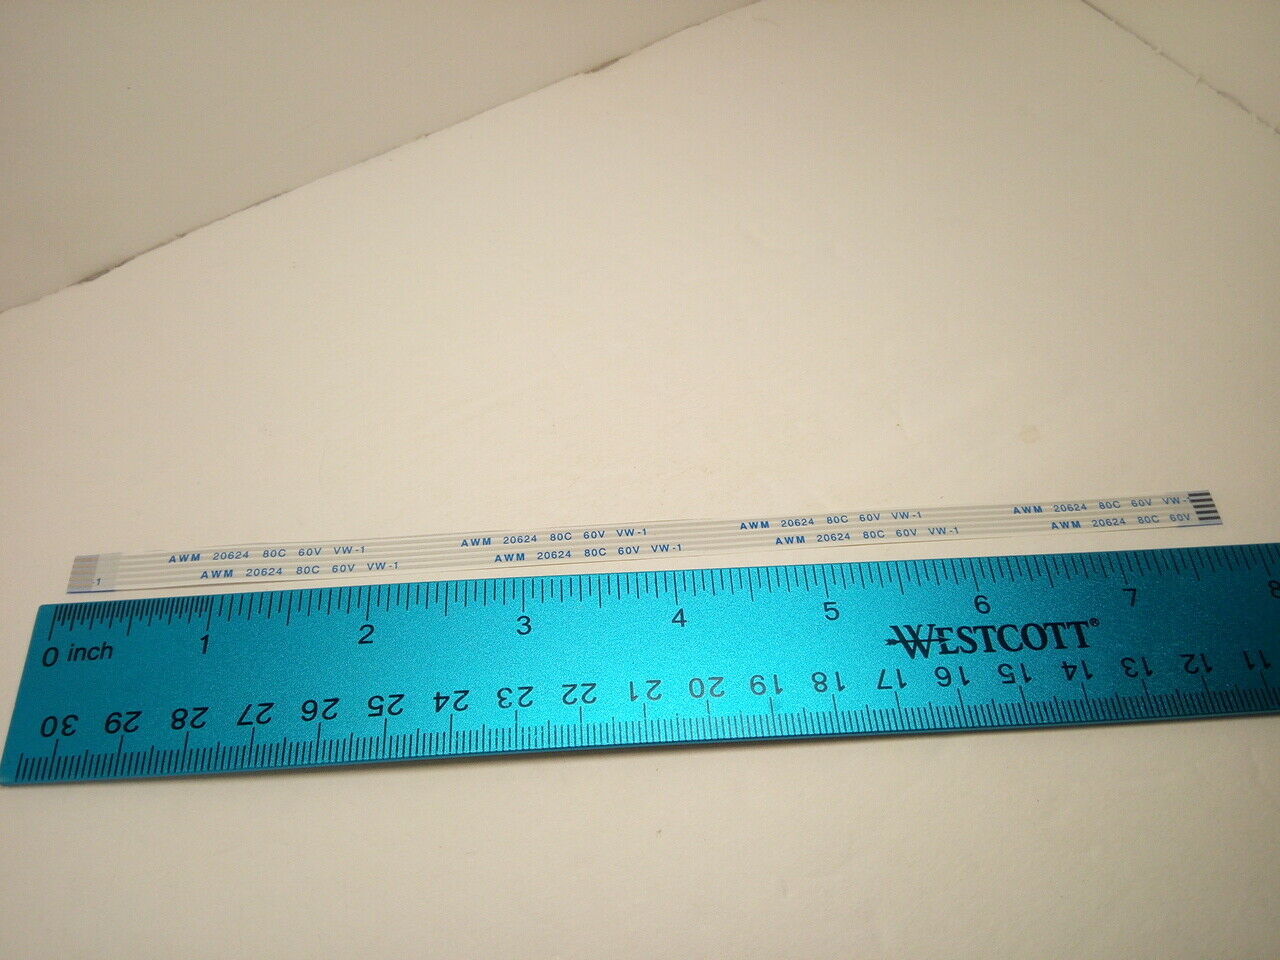 AWM 20624 80C 60V VW-1 AWM 20624 80C 60V VW-1 AWM 20624 80C 60V VW-1 AWM 20624 80C 60V VW-1
-1 AWM 20624 80C 60V VW-1 AWM 20624 80C 60V VW-1 AWM 20624 80C 60V VW-1 AWM 20624 80C 60V
0 inch 1 2 3 4 5 6 7 8
WESTCOTT®
30 29 28 27 26 25 24 23 22 21 20 19 18 17 16 15 14 13 12 11